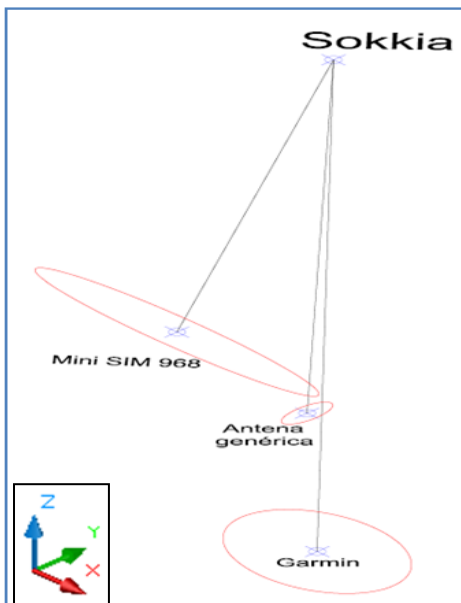 Sokkia
Mini SIM 968
Antena
genérica
Garmin
Z
Y
X